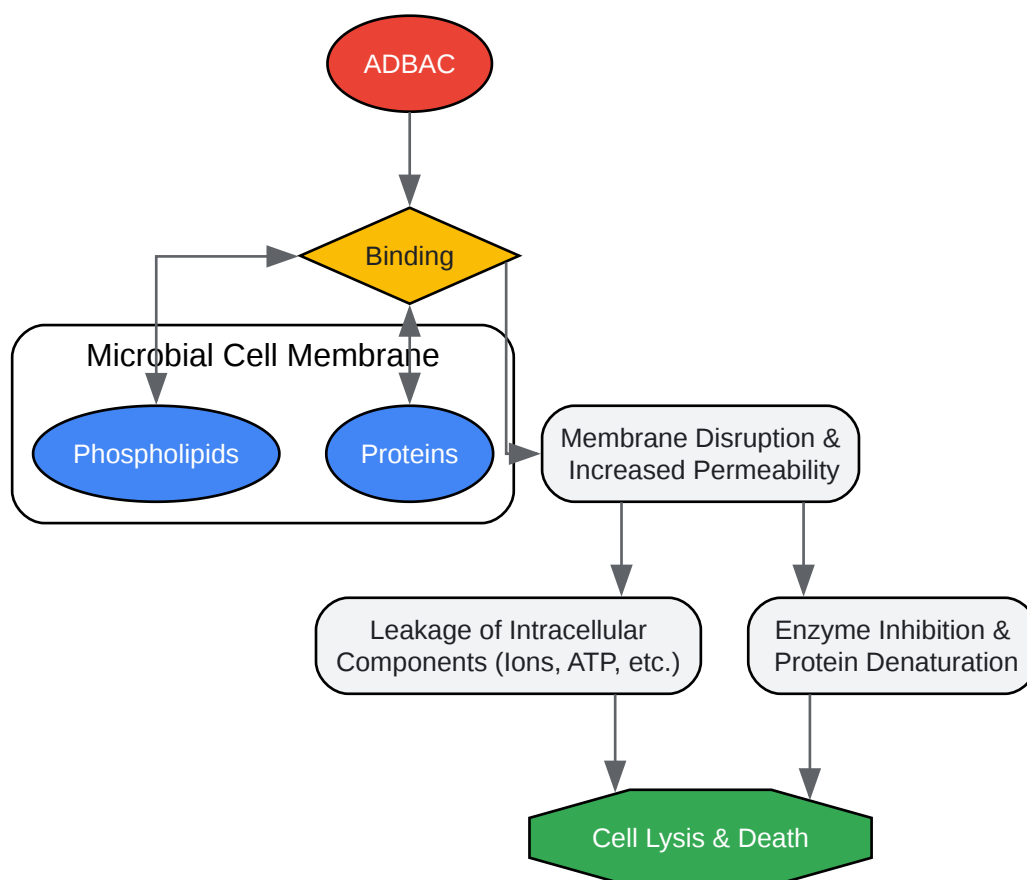 ADBAC
Binding
Microbial Cell Membrane
Phospholipids
Proteins
Membrane Disruption &
Increased Permeability
Leakage of Intracellular
Components (Ions, ATP, etc.)
Enzyme Inhibition &
Protein Denaturation
Cell Lysis & Death